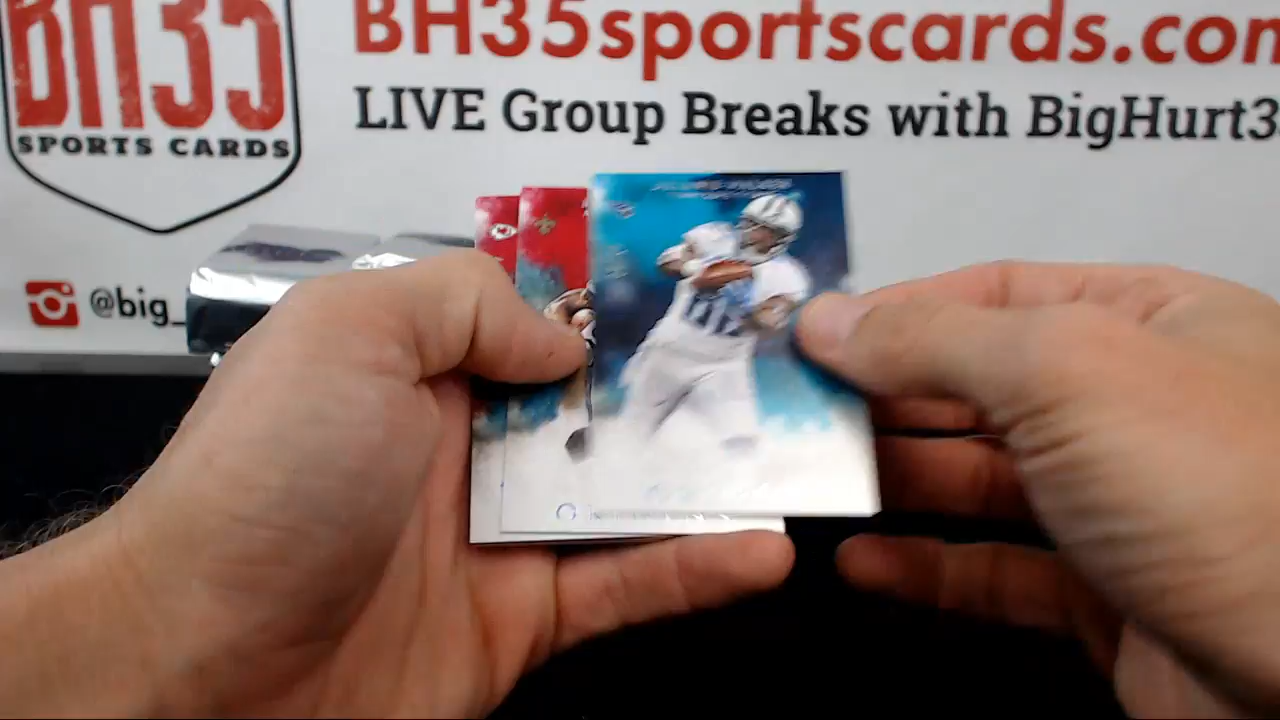 BH35
SPORTS CARDS
BH35sportscards.com
LIVE Group Breaks with BigHurt3
@big_